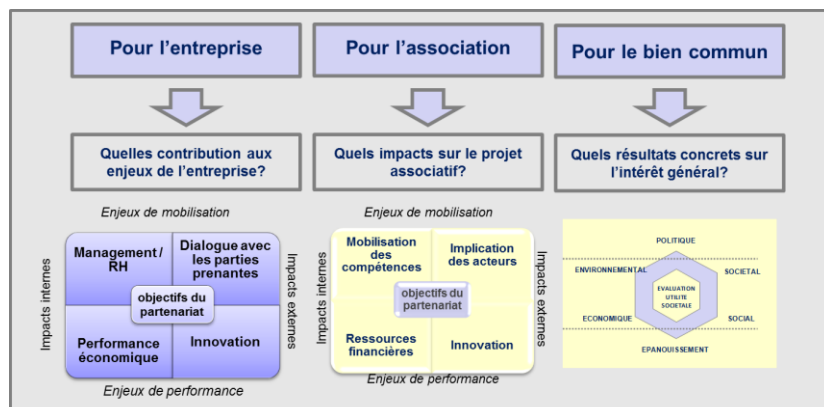 Pour l'entreprise
Pour l'association
Pour le bien commun
Quelles contribution aux
enjeux de l'entreprise?
Quels impacts sur le projet
associatif?
Quels résultats concrets sur
l'intérêt général?
Enjeux de mobilisation
Impacts internes
Management /
RH
Dialogue avec
les parties
prenantes
objectifs du
partenariat
Performance
économique
Innovation
Impacts externes
Enjeux de performance
Enjeux de mobilisation
Impacts internes
Mobilisation
des
compétences
Implication
des acteurs
objectifs du
partenariat
Ressources
financières
Innovation
Impacts externes
Enjeux de performance
POLITIQUE
ENVIRONNEMENTAL
SOCIETAL
EVALUATION
UTILITE
SOCIETALE
ECONOMIQUE
SOCIAL
EPANOUISSEMENT